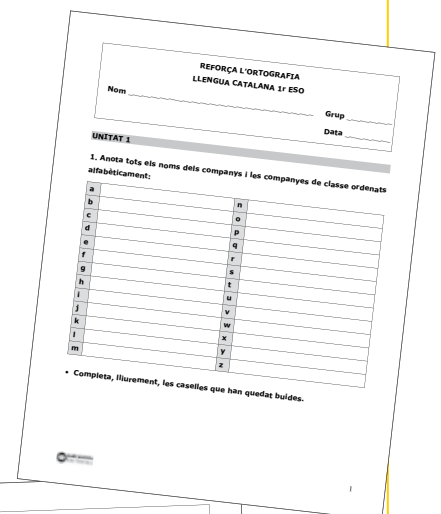 REFORÇA L'ORTOGRAFIA
LLENGUA CATALANA 1r ESO
Nom
Grup
Data
UNITAT 1
1. Anota tots els noms dels companys i les companyes de classe ordenats
alfabèticament:
a
b
c
d
e
f
g
h
i
j
k
l
m
n
o
p
q
r
s
t
u
v
w
x
y
z
• Completa, lliurement, les caselles que han quedat buides.
1